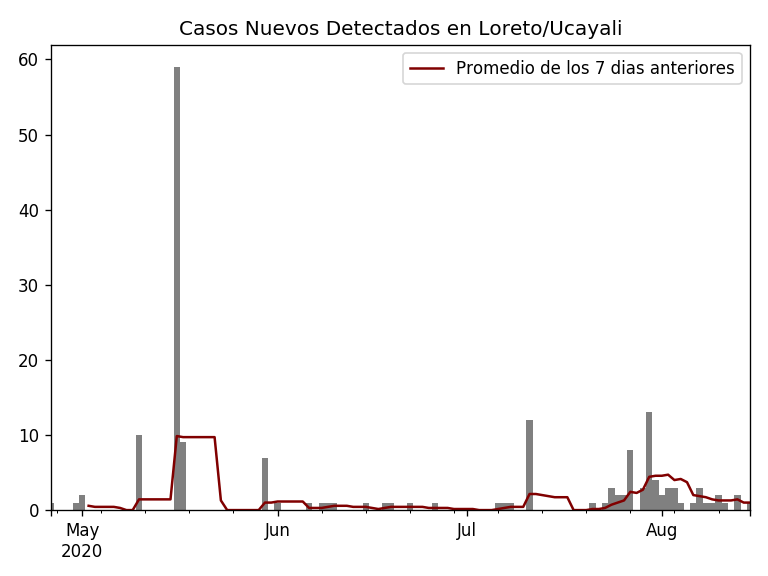 Casos Nuevos Detectados en Loreto/Ucayali
Promedio de los 7 dias anteriores
60
50
40
30
20
10
0
May
2020
Jun
Jul
Aug